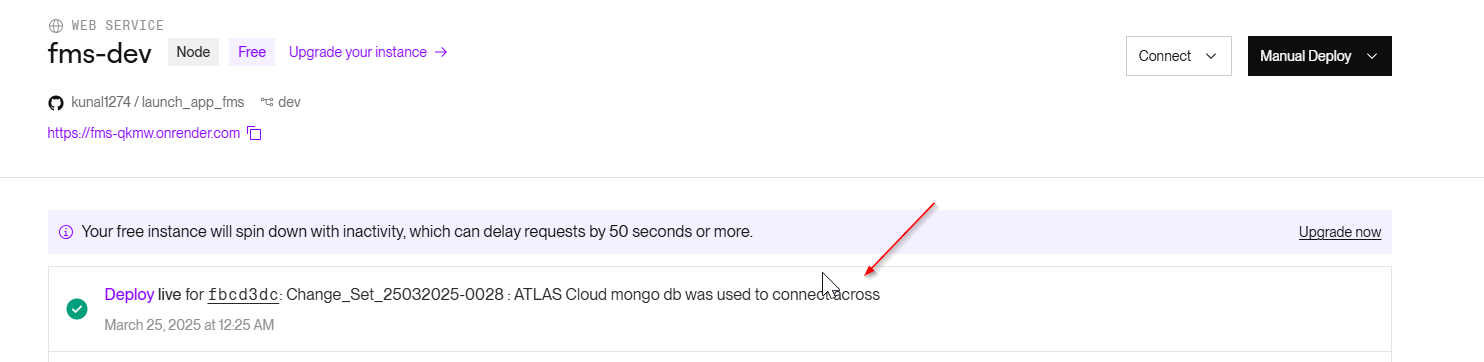 WEB SERVICE
fms-dev Node Free Upgrade your instance →
Connect Manual Deploy
kunal1274 / launch_app_fms dev
https://fms-qkmw.onrender.com
Your free instance will spin down with inactivity, which can delay requests by 50 seconds or more. Upgrade now
Deploy live for fbcd3dc: Change_Set_25032025-0028 : ATLAS Cloud mongo db was used to connect across
March 25, 2025 at 12:25 AM